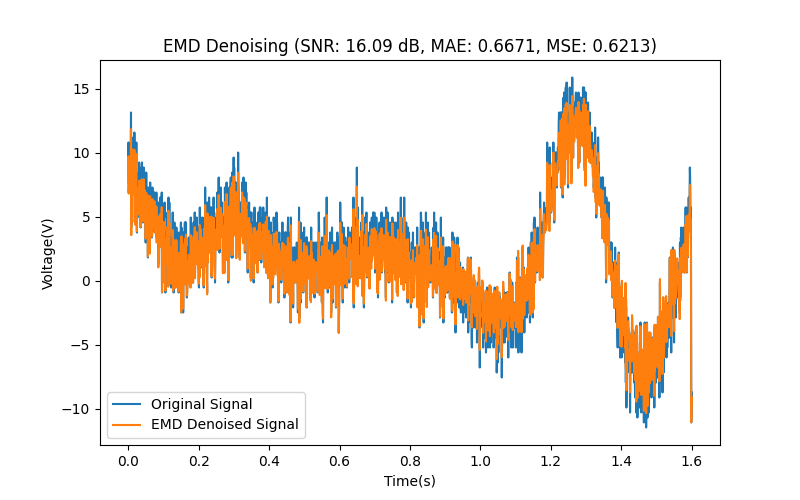 EMD Denoising (SNR: 16.09 dB, MAE: 0.6671, MSE: 0.6213)
15
10
5
0
−5
−10
Voltage(V)
Original Signal
EMD Denoised Signal
0.0 0.2 0.4 0.6 0.8 1.0 1.2 1.4 1.6
Time(s)